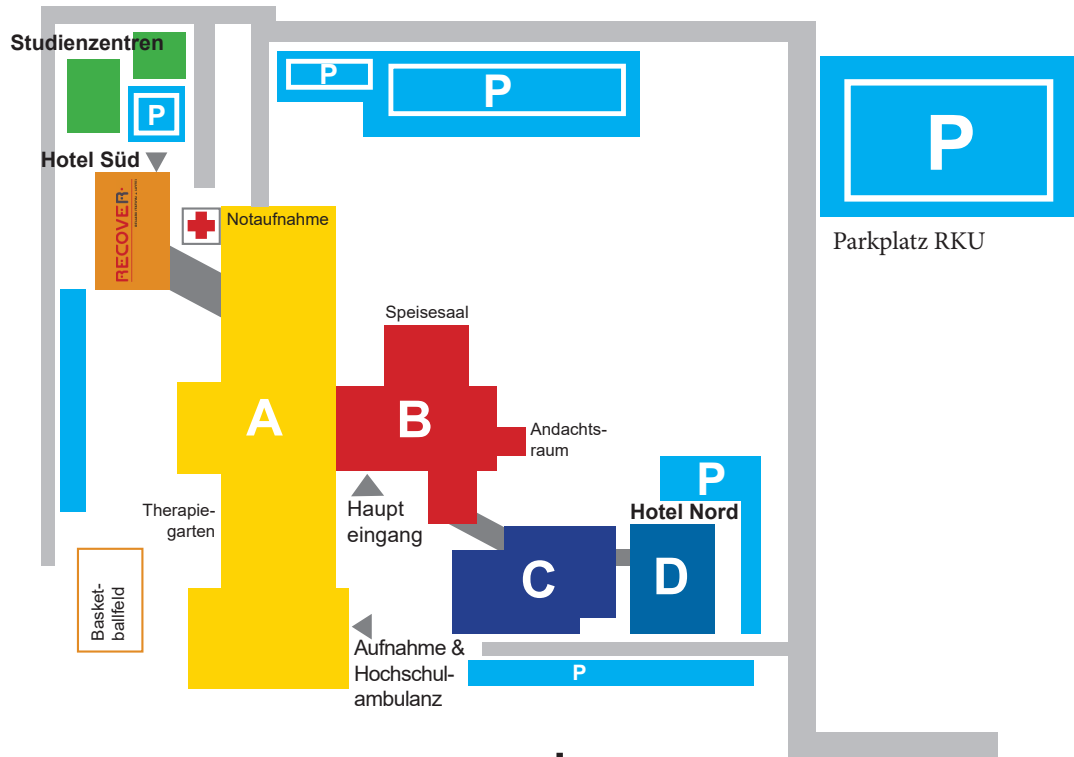 Studienzentren
P
P
P
P
Hotel Süd
RECOVER
Notaufnahme
Parkplatz RKU
Speisesaal
A
B
Andachts-
raum
P
Therapie-
garten
Haupt
eingang
Hotel Nord
C
D
Basket-
ballfeld
Aufnahme &
Hochschul-
ambulanz
P